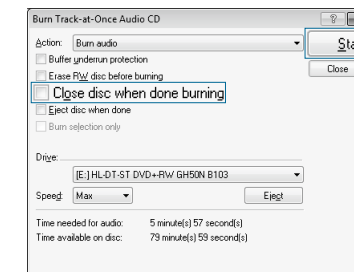 Burn Track-at-Once Audio CD
Action: Burn audio
Sta
Buffer underrun protection
Close
Erase RW disc before burning
Close disc when done burning
Eject disc when done
Burn selection only
Drive:
[E:] HL-DT-ST DVD+-RW GH50N B103
Speed: Max
Eject
Time needed for audio: 5 minute(s) 57 second(s)
Time available on disc: 79 minute(s) 59 second(s)